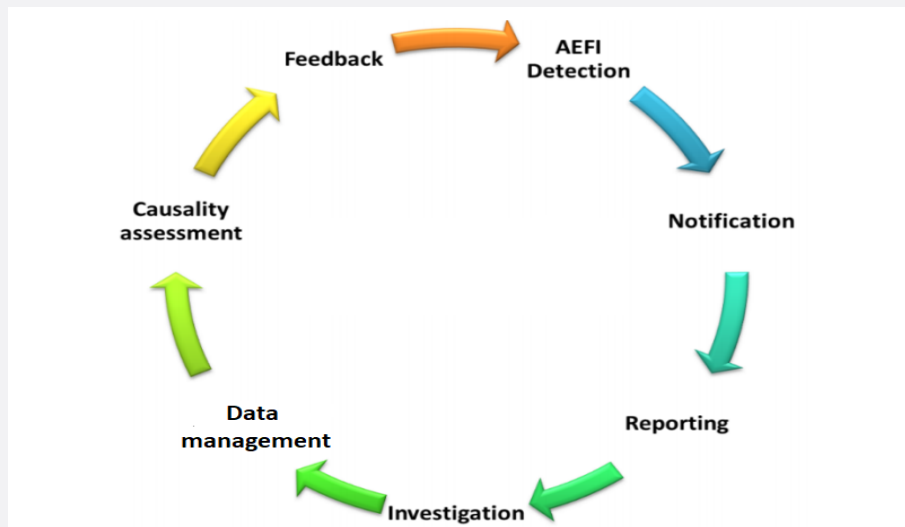 AEFI
Detection
Notification
Reporting
Investigation
Data
management
Causality
assessment
Feedback